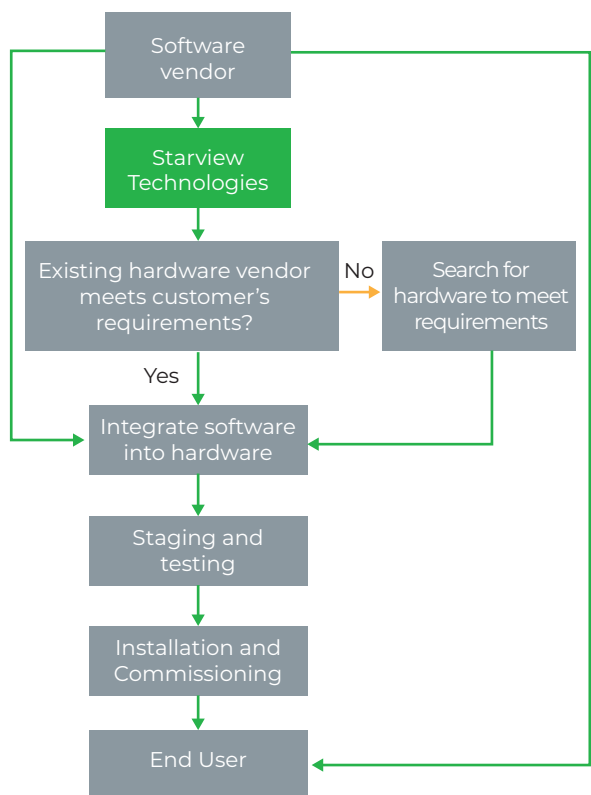 Software
vendor
Starview
Technologies
Existing hardware vendor
meets customer’s
requirements?
No
Search for
hardware to meet
requirements
Yes
Integrate software
into hardware
Staging and
testing
Installation and
Commissioning
End User